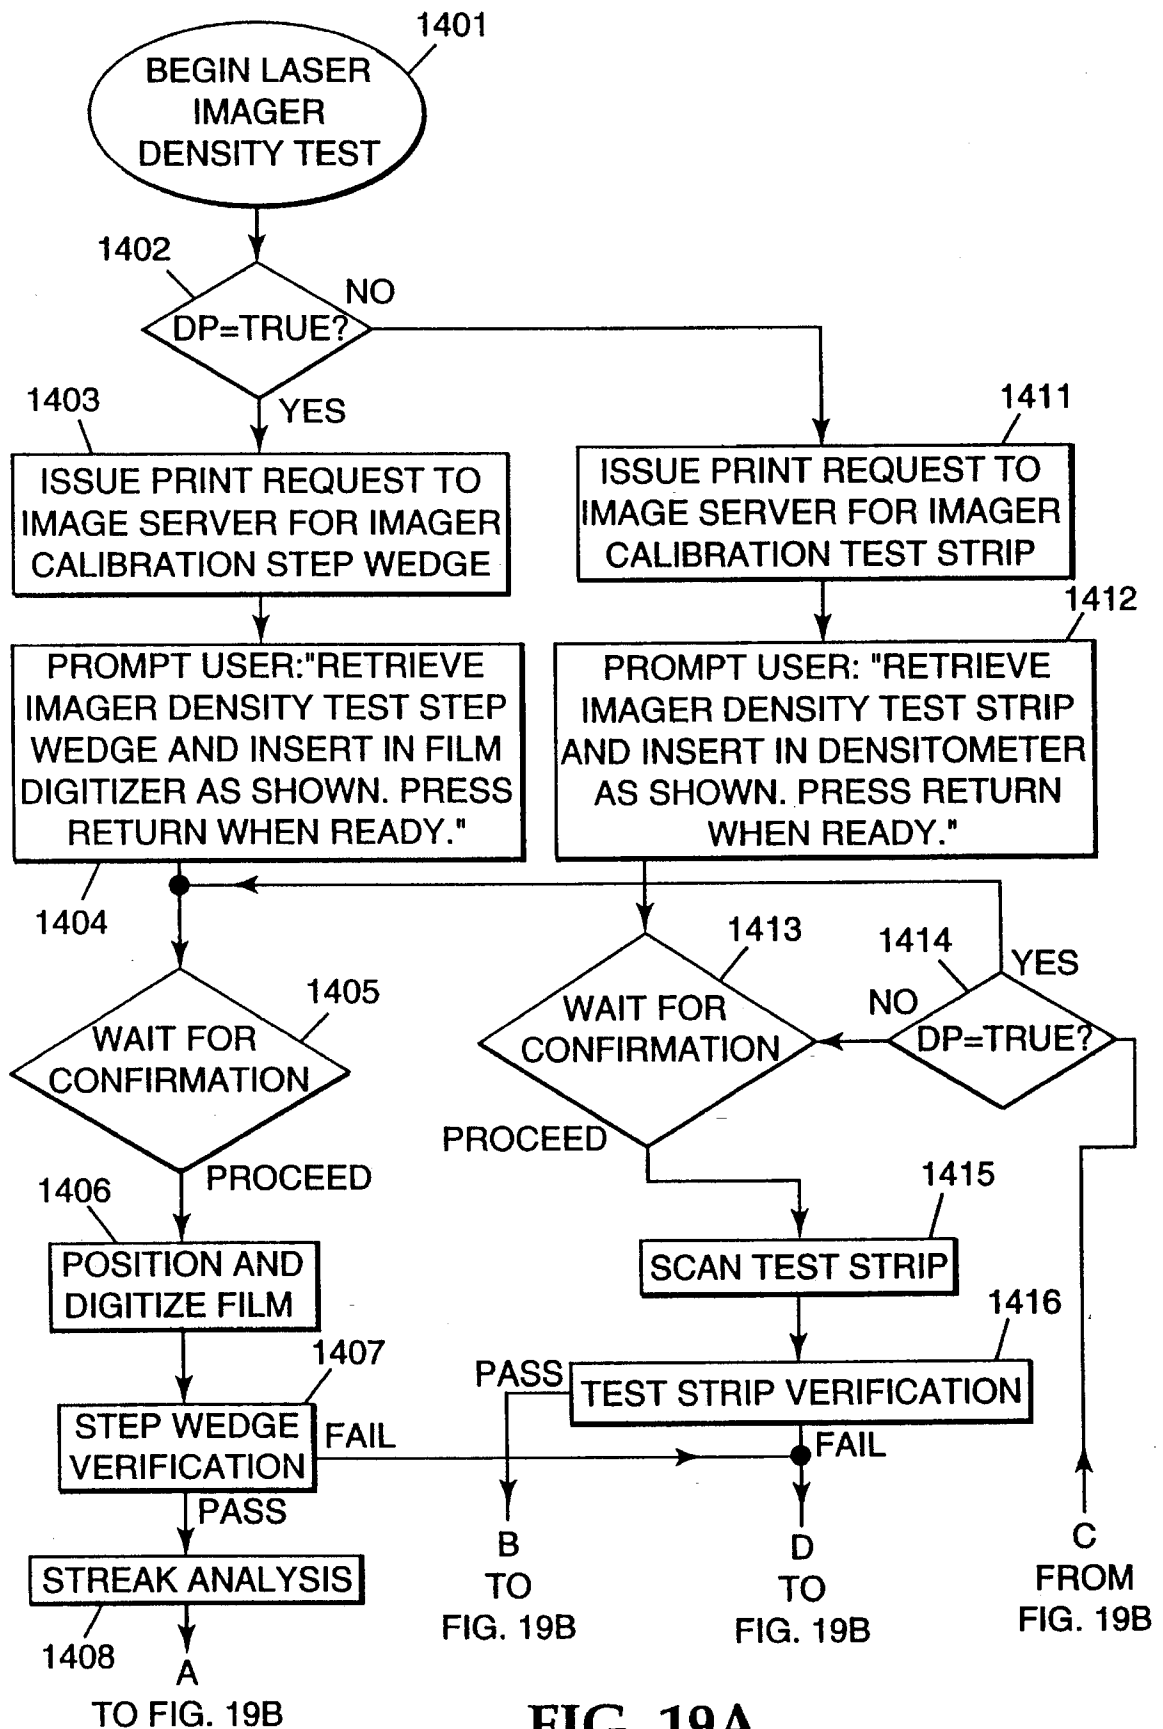 1401
BEGIN LASER
IMAGER
DENSITY TEST
1402
DP=TRUE?
NO
YES
1403
ISSUE PRINT REQUEST TO
IMAGE SERVER FOR IMAGER
CALIBRATION STEP WEDGE
1411
ISSUE PRINT REQUEST TO
IMAGE SERVER FOR IMAGER
CALIBRATION TEST STRIP
PROMPT USER:"RETRIEVE
IMAGER DENSITY TEST STEP
WEDGE AND INSERT IN FILM
DIGITIZER AS SHOWN. PRESS
RETURN WHEN READY."
1404
1412
PROMPT USER: "RETRIEVE
IMAGER DENSITY TEST STRIP
AND INSERT IN DENSITOMETER
AS SHOWN. PRESS RETURN
WHEN READY."
1405
WAIT FOR
CONFIRMATION
PROCEED
1413
WAIT FOR
CONFIRMATION
PROCEED
1414
YES
NO
DP=TRUE?
1406
POSITION AND
DIGITIZE FILM
1415
SCAN TEST STRIP
1407
STEP WEDGE
VERIFICATION
FAIL
PASS
1416
PASS
TEST STRIP VERIFICATION
FAIL
STREAK ANALYSIS
1408
A
TO FIG. 19B
B
TO
FIG. 19B
D
TO
FIG. 19B
C
FROM
FIG. 19B
FIG. 19A